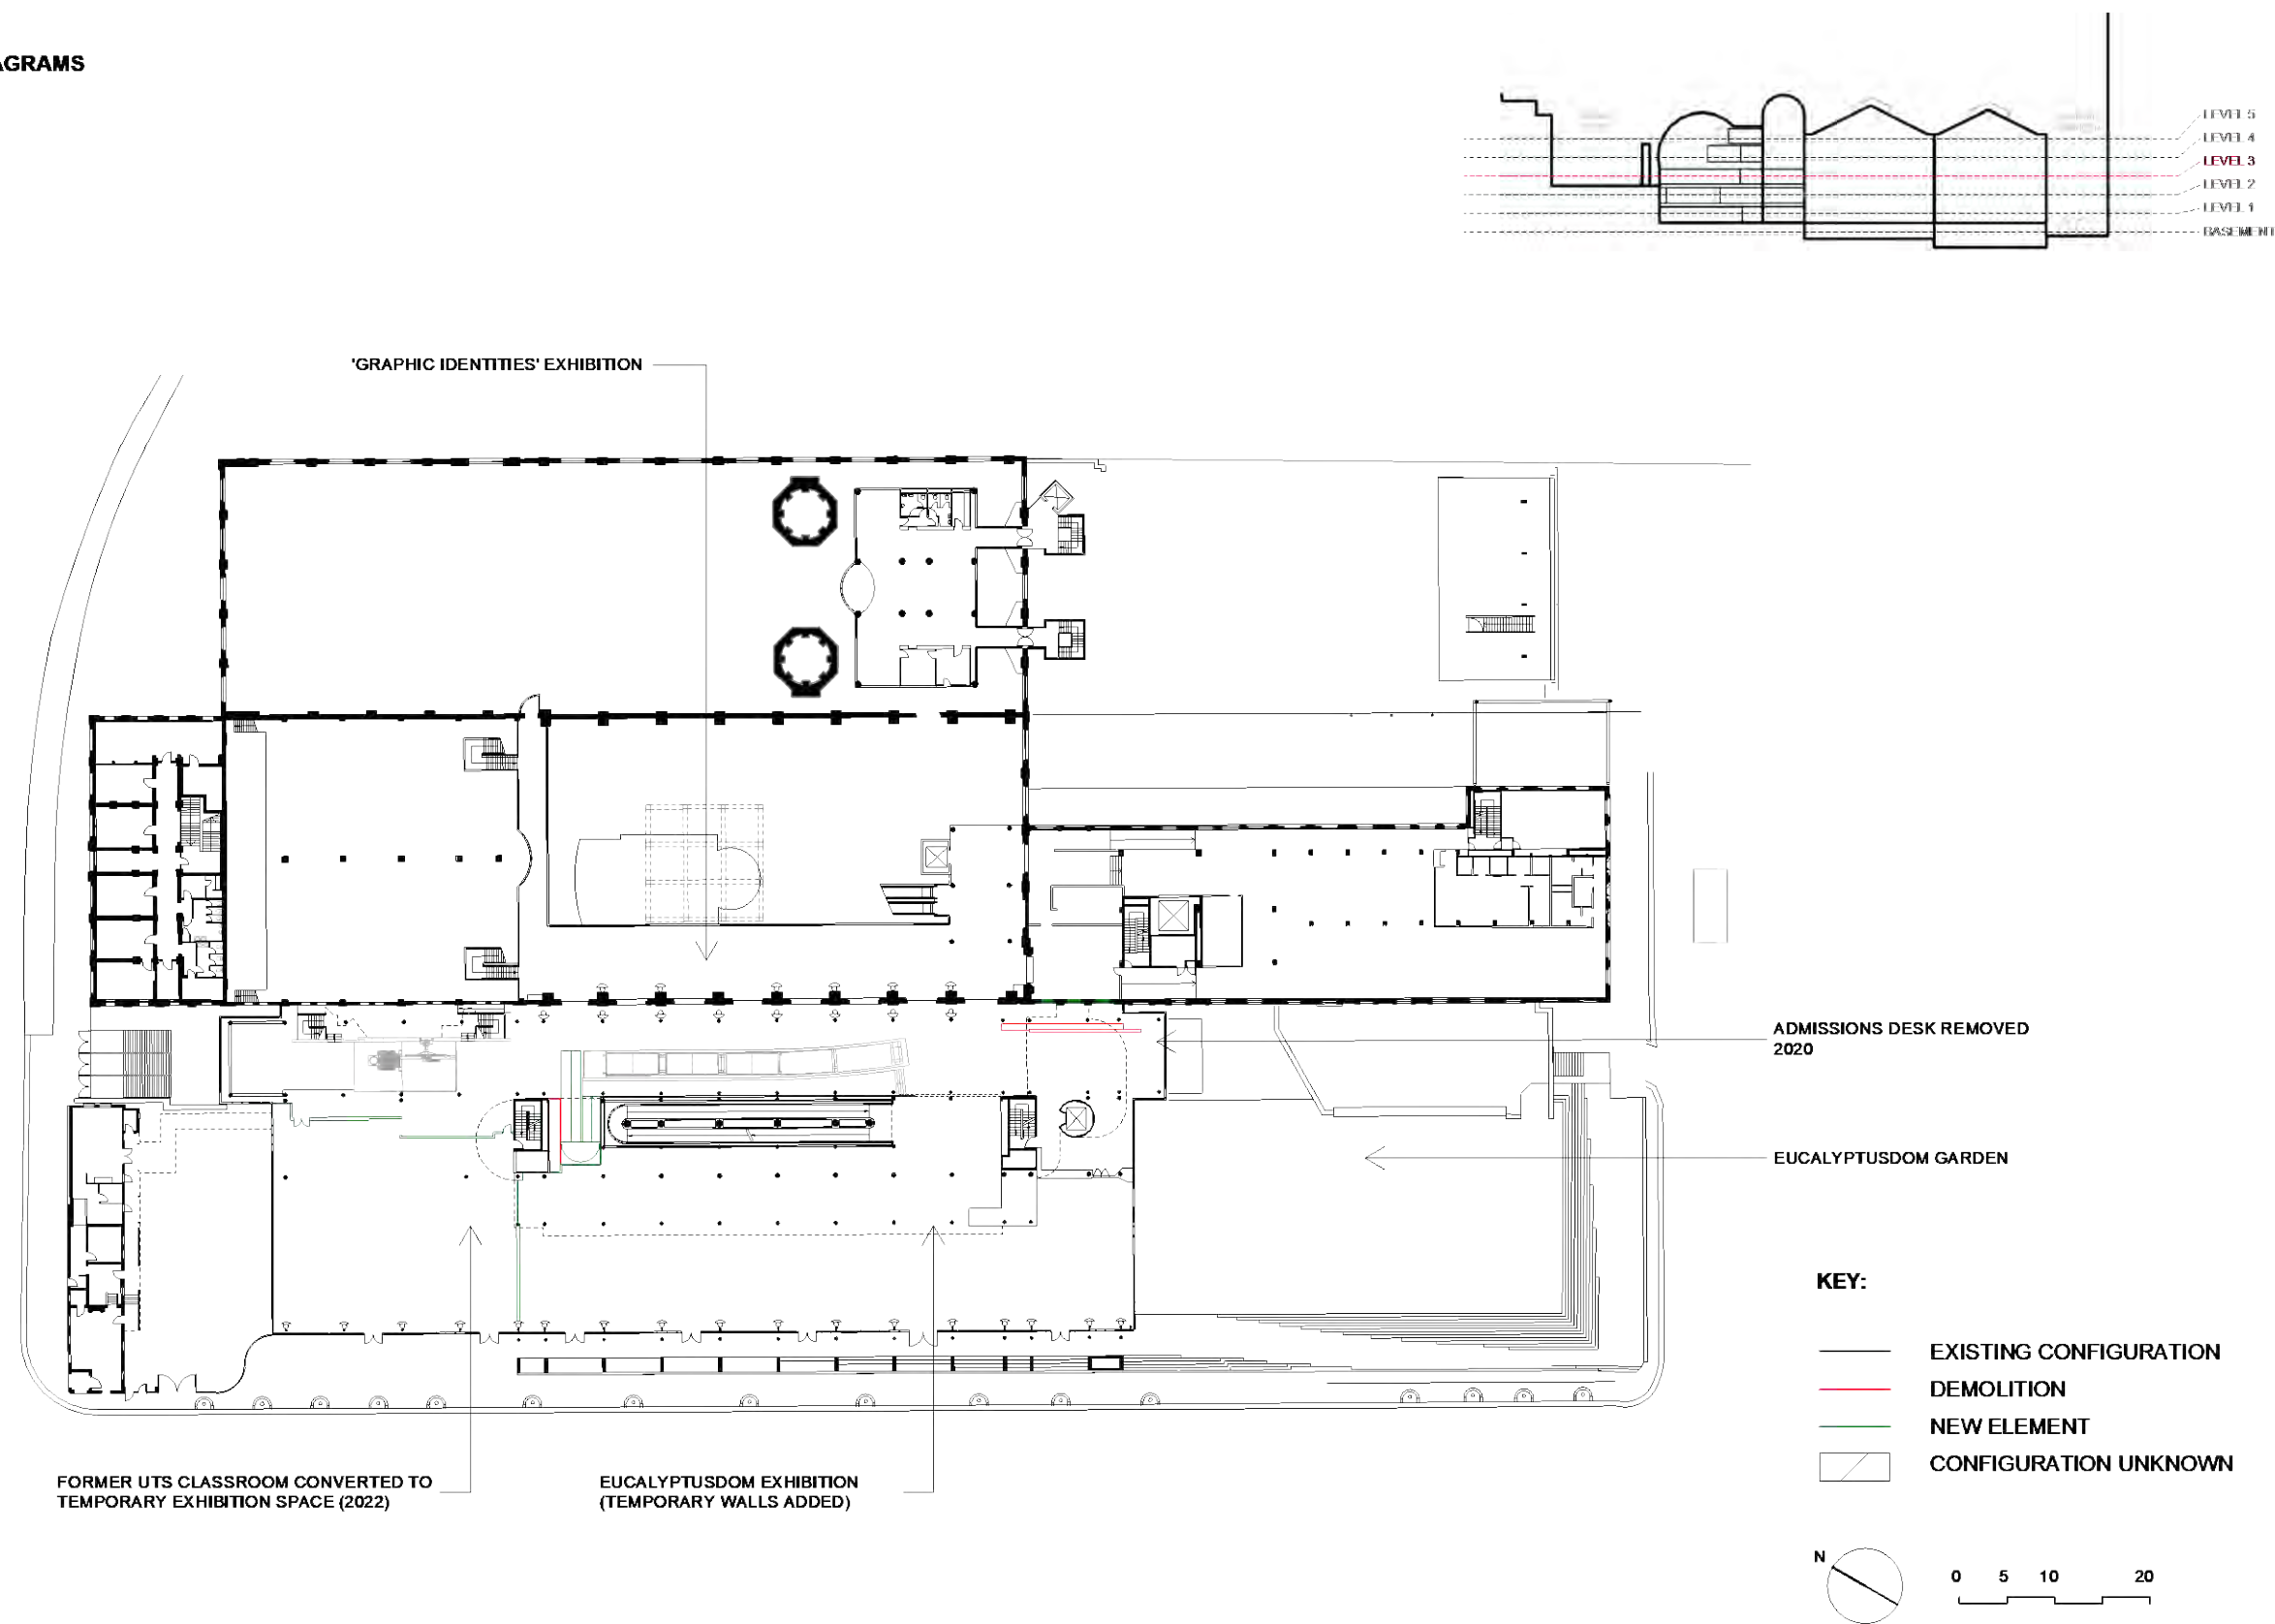 AGRAMS
LEVEL 5
LEVEL 4
LEVEL 3
LEVEL 2
LEVEL 1
BASEMENT
'GRAPHIC IDENTITIES' EXHIBITION
ADMISSIONS DESK REMOVED
2020
EUCALYPTUSDOM GARDEN
KEY:
EXISTING CONFIGURATION
DEMOLITION
NEW ELEMENT
CONFIGURATION UNKNOWN
FORMER UTS CLASSROOM CONVERTED TO
TEMPORARY EXHIBITION SPACE (2022)
EUCALYPTUSDOM EXHIBITION
(TEMPORARY WALLS ADDED)
N
0 5 10 20